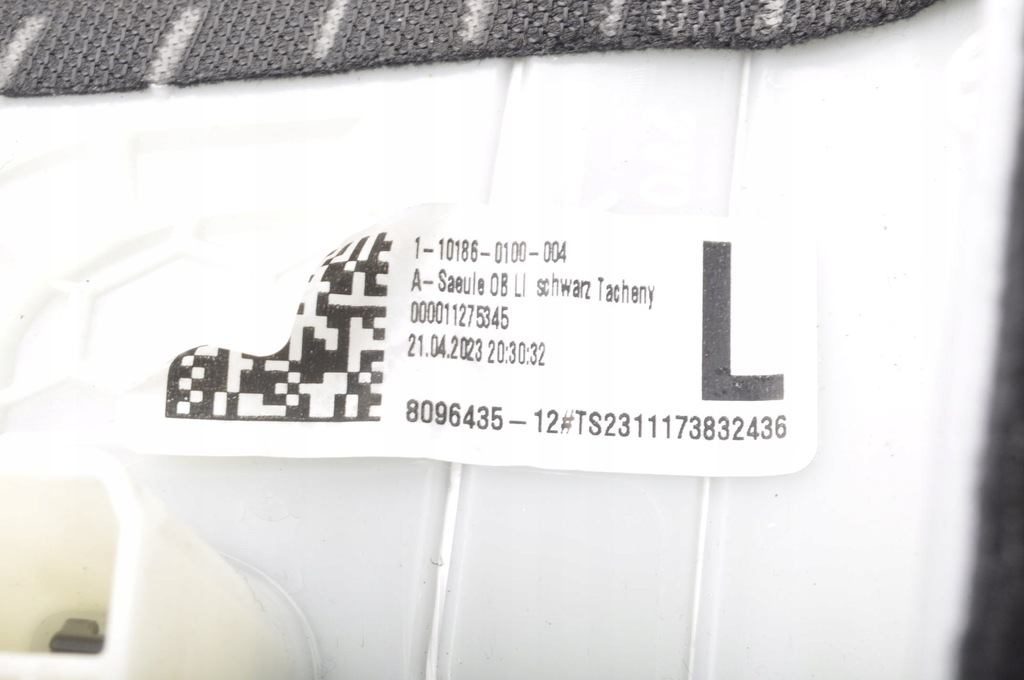 1-10186-0100-004
A-Saeule OB LI schwarz Tacheny
000011275345
21.04.2023 20:30:32
8096435-12#TS2311173832436
L